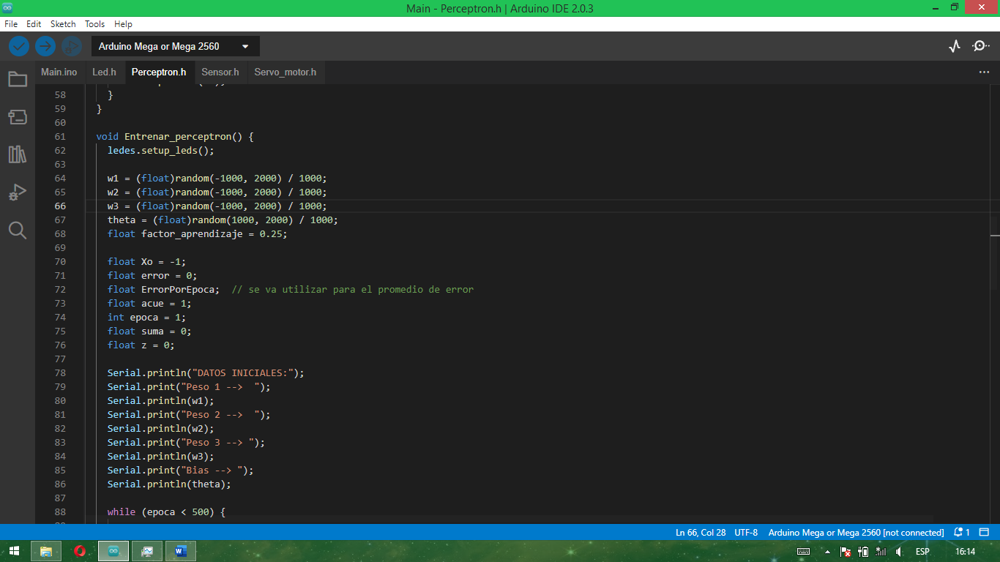 Main - Perceptron.h | Arduino IDE 2.0.3
File Edit Sketch Tools Help
Arduino Mega or Mega 2560
Main.ino Led.h Perceptron.h Sensor.h Servo_motor.h
58 }
59 }
60
61 void Entrenar_perceptron() {
62 ledes.setup_leds();
63
64 w1 = (float)random(-1000, 2000) / 1000;
65 w2 = (float)random(-1000, 2000) / 1000;
66 w3 = (float)random(-1000, 2000) / 1000;
67 theta = (float)random(1000, 2000) / 1000;
68 float factor_aprendizaje = 0.25;
69
70 float Xo = -1;
71 float error = 0;
72 float ErrorPorEpoca; // se va utilizar para el promedio de error
73 float acue = 1;
74 int epoca = 1;
75 float suma = 0;
76 float z = 0;
77
78 Serial.println("DATOS INICIALES:");
79 Serial.print("Peso 1 -->  ");
80 Serial.println(w1);
81 Serial.print("Peso 2 -->  ");
82 Serial.println(w2);
83 Serial.print("Peso 3 --> ");
84 Serial.println(w3);
85 Serial.print("Bias --> ");
86 Serial.println(theta);
87
88 while (epoca < 500) {
Ln 66, Col 28 UTF-8 Arduino Mega or Mega 2560 [not connected] 1
ESP 16:14